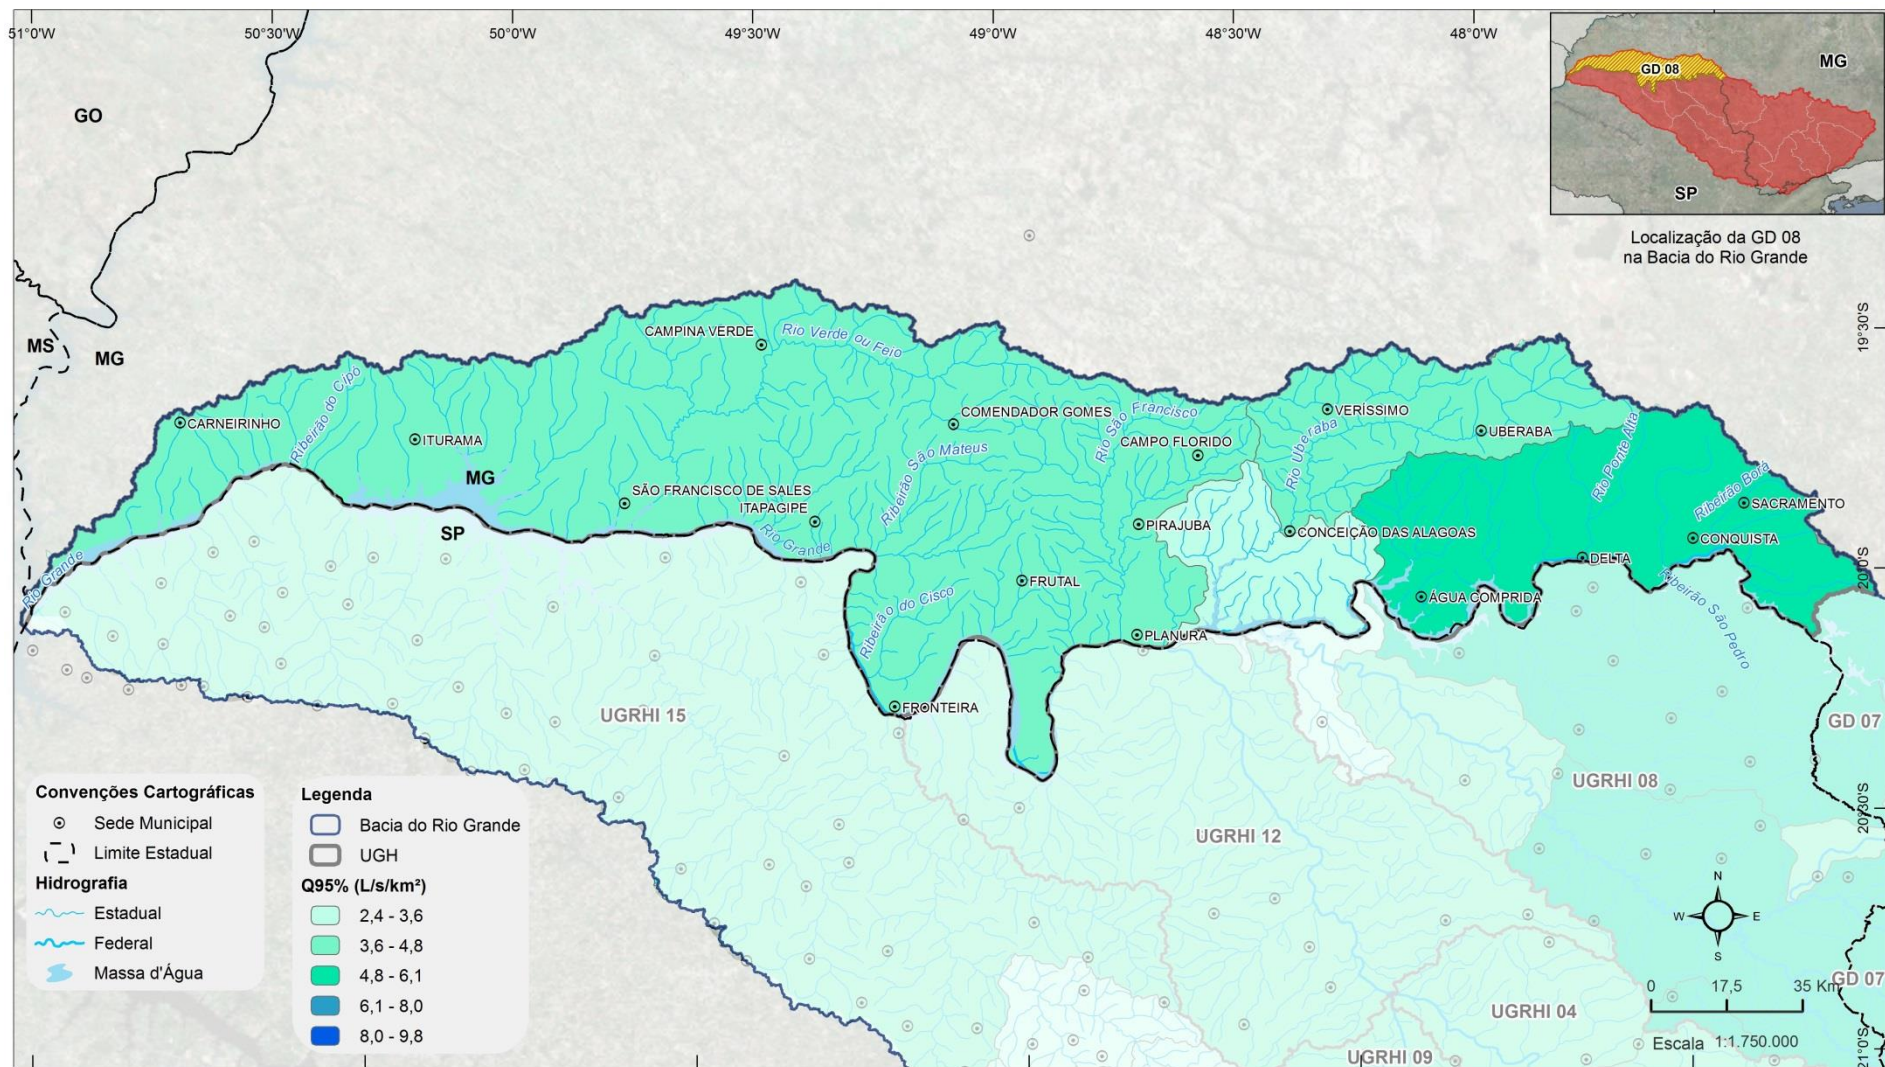 51°0'W
50°30'W
50°0'W
49°30'W
49°0'W
48°30'W
48°0'W
GO
MG
GD 08
SP
Localização da GD 08
na Bacia do Rio Grande
19°30'S
MS
MG
CAMPINA VERDE
Rio Verde ou Feio
Ribeirão do Cipó
CARNEIRINHO
ITURAMA
COMENDADOR GOMES
Rio São Francisco
CAMPO FLORIDO
VERÍSSIMO
UBERABA
Rio Uberaba
Rio Ponte Alta
Ribeirão São Mateus
MG
SÃO FRANCISCO DE SALES
ITAPAGIPE
Ribeirão Borá
SACRAMENTO
SP
Rio Grande
PIRAJUBA
CONCEIÇÃO DAS ALAGOAS
CONQUISTA
DELTA
20°0'S
Rio Grande
FRUTAL
Ribeirão do Cisco
ÁGUA COMPRIDA
Ribeirão São Pedro
PLANURA
FRONTEIRA
UGRHI 15
GD 07
UGRHI 08
UGRHI 12
20°30'S
Convenções Cartográficas
Sede Municipal
Limite Estadual
Hidrografia
Estadual
Federal
Massa d'Água
Legenda
Bacia do Rio Grande
UGH
Q95% (L/s/km²)
2,4 - 3,6
3,6 - 4,8
4,8 - 6,1
6,1 - 8,0
8,0 - 9,8
N
W
E
S
GD 07
0
17,5
35 Km
UGRHI 04
Escala 1:1.750.000
UGRHI 09
21°0'S